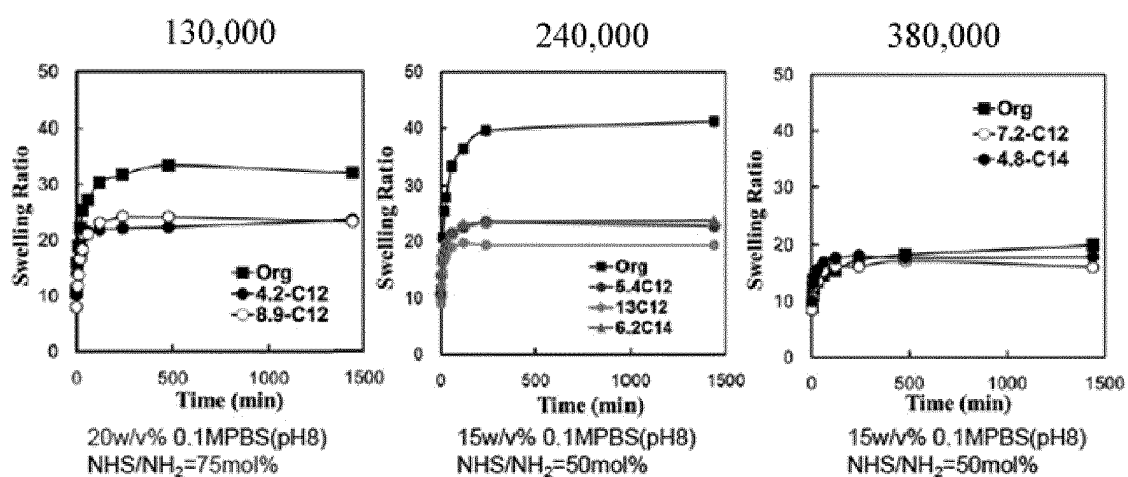 130,000
240,000
380,000
Swelling Ratio
50
40
30
20
10
0
Org
4.2-C12
8.9-C12
0
500
1000
1500
Time (min)
20w/v% 0.1MPBS(pH8)
NHS/NH₂=75mol%
Swelling Ratio
50
40
30
20
10
0
Org
5.4C12
13C12
6.2C14
0
500
1000
1500
Time (min)
15w/v% 0.1MPBS(pH8)
NHS/NH₂=50mol%
Swelling Ratio
50
40
30
20
10
0
Org
7.2-C12
4.8-C14
0
500
1000
1500
Time (min)
15w/v% 0.1MPBS(pH8)
NHS/NH₂=50mol%